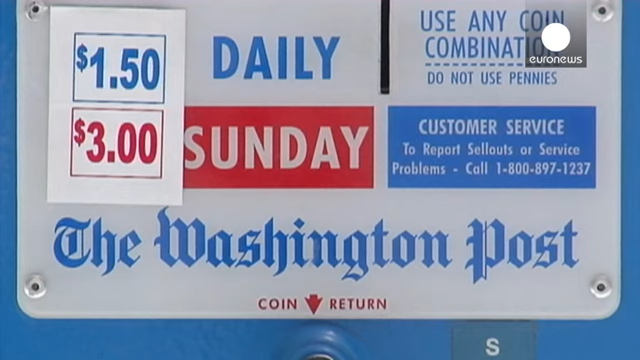 $1.50
DAILY
USE ANY COIN
COMBINATION
DO NOT USE PENNIES
euronews
$3.00
SUNDAY
CUSTOMER SERVICE
To Report Sellouts or Service
Problems - Call 1-800-897-1237
The Washington Post
COIN RETURN
S